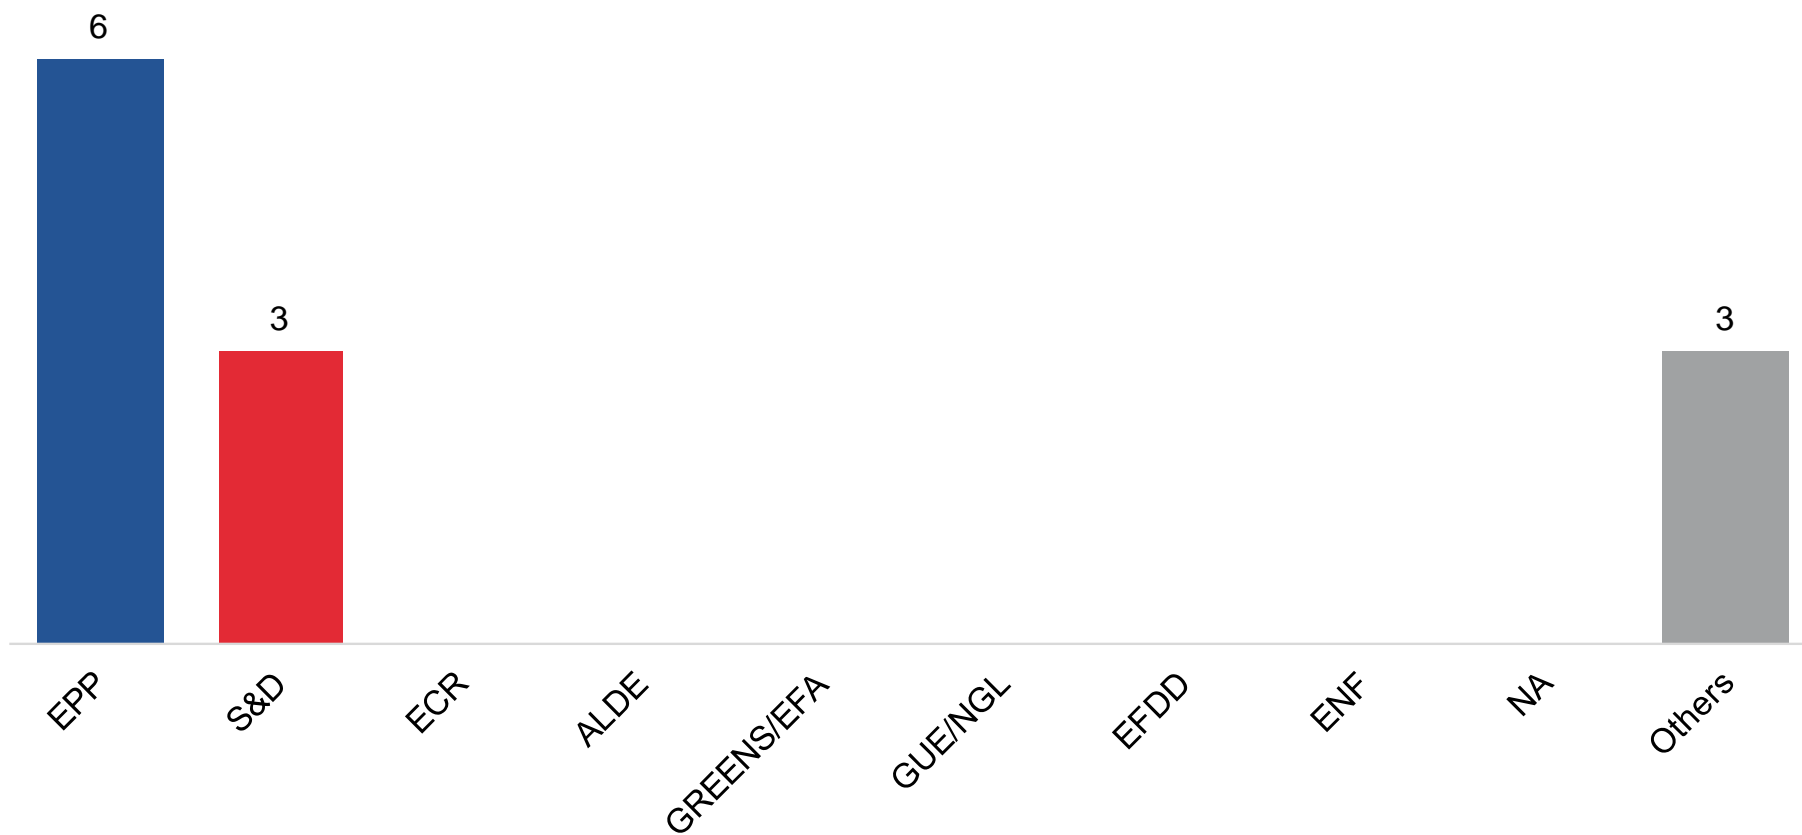 6
3
3
EPP
S&D
ECR
ALDE
GREENS/EFA
GUE/NGL
EFDD
ENF
NA
Others